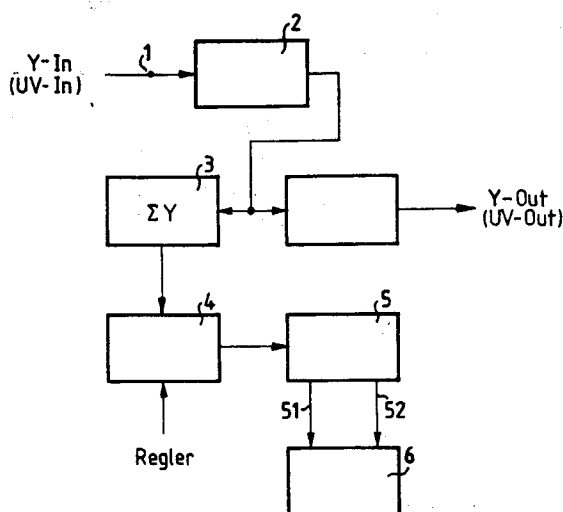 Y-In
(UV-In)
1
2
3
ΣY
Y-Out
(UV-Out)
4
5
51
52
Regler
6